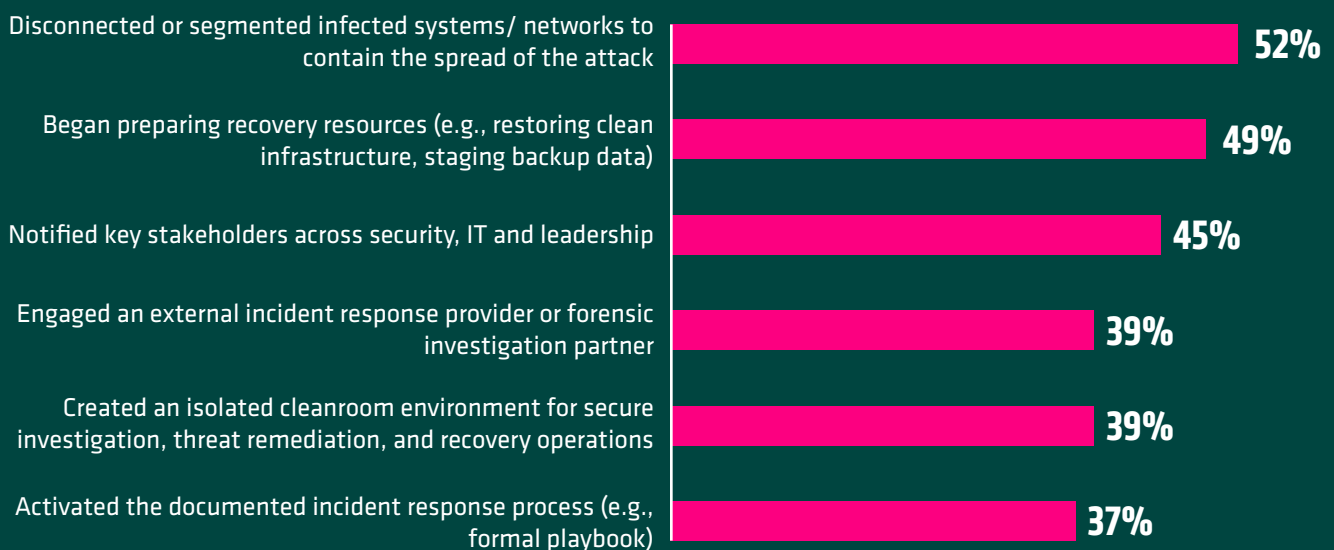 Disconnected or segmented infected systems/ networks to
contain the spread of the attack
52%
Began preparing recovery resources (e.g., restoring clean
infrastructure, staging backup data)
49%
Notified key stakeholders across security, IT and leadership
45%
Engaged an external incident response provider or forensic
investigation partner
39%
Created an isolated cleanroom environment for secure
investigation, threat remediation, and recovery operations
39%
Activated the documented incident response process (e.g.,
formal playbook)
37%